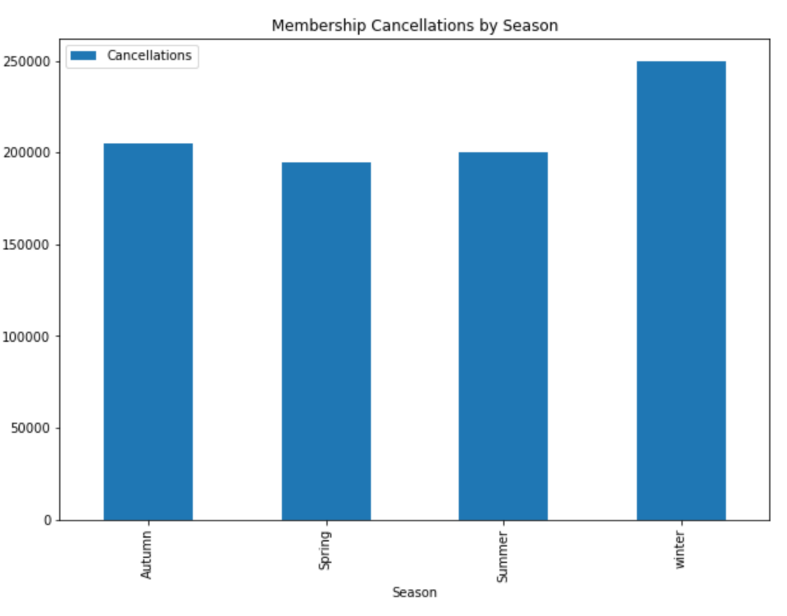 Membership Cancellations by Season
Cancellations
250000
200000
150000
100000
50000
0
Autumn
Spring
Summer
winter
Season